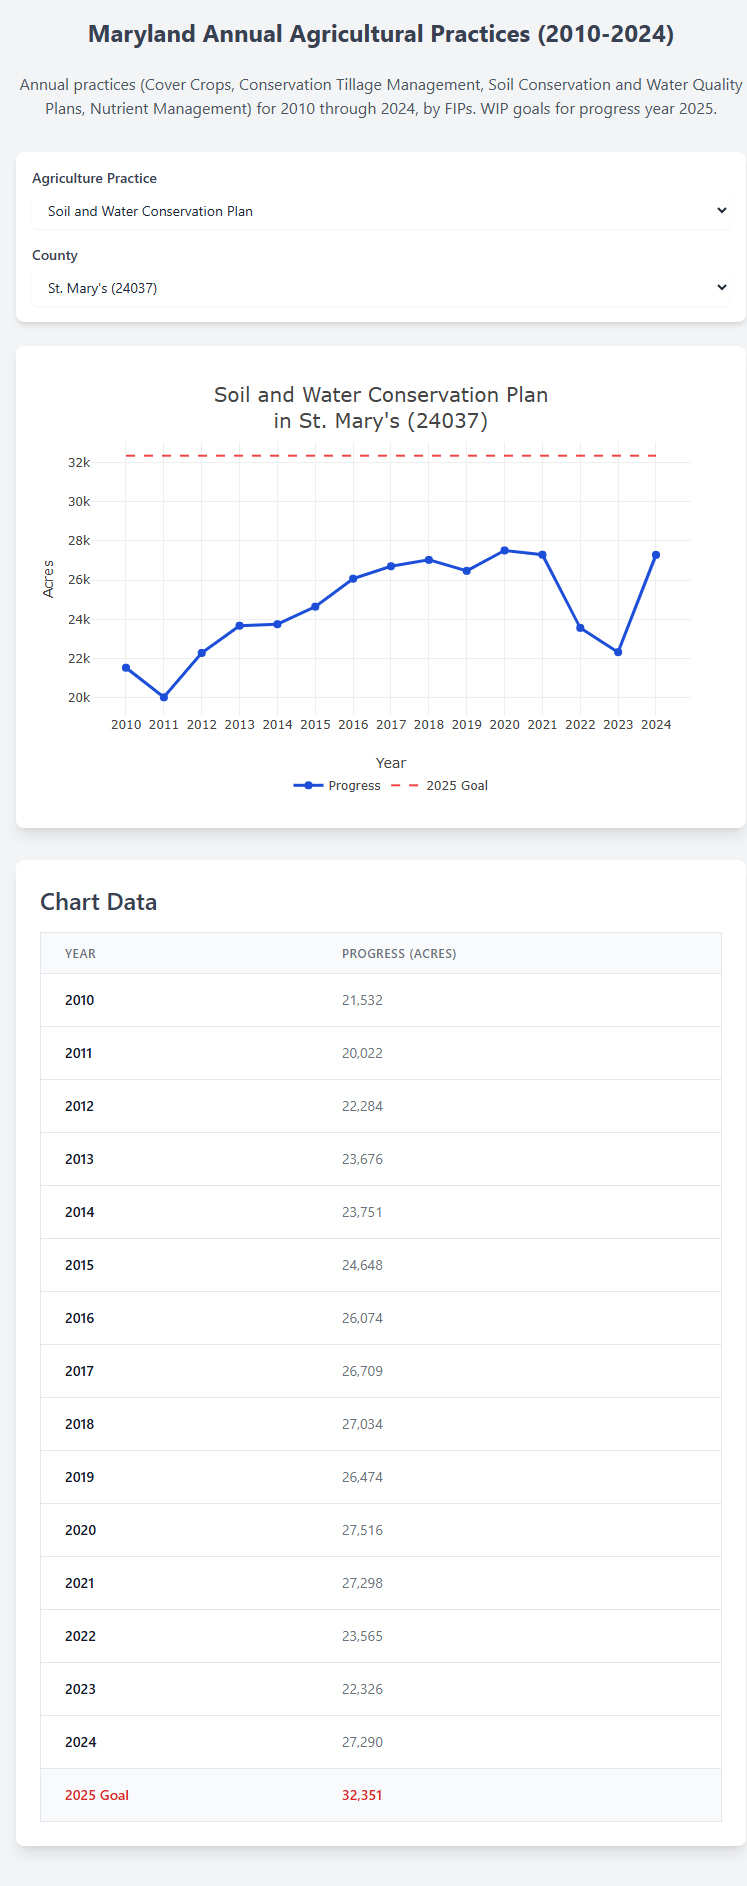 Maryland Annual Agricultural Practices (2010-2024)
Annual practices (Cover Crops, Conservation Tillage Management, Soil Conservation and Water Quality
Plans, Nutrient Management) for 2010 through 2024, by FIPs. WIP goals for progress year 2025.
Agriculture Practice
Soil and Water Conservation Plan
County
St. Mary's (24037)
Soil and Water Conservation Plan
in St. Mary's (24037)
32k
30k
28k
26k
24k
22k
20k
Acres
2010 2011 2012 2013 2014 2015 2016 2017 2018 2019 2020 2021 2022 2023 2024
Year
Progress 2025 Goal
Chart Data
YEAR PROGRESS (ACRES)
2010 21,532
2011 20,022
2012 22,284
2013 23,676
2014 23,751
2015 24,648
2016 26,074
2017 26,709
2018 27,034
2019 26,474
2020 27,516
2021 27,298
2022 23,565
2023 22,326
2024 27,290
2025 Goal 32,351